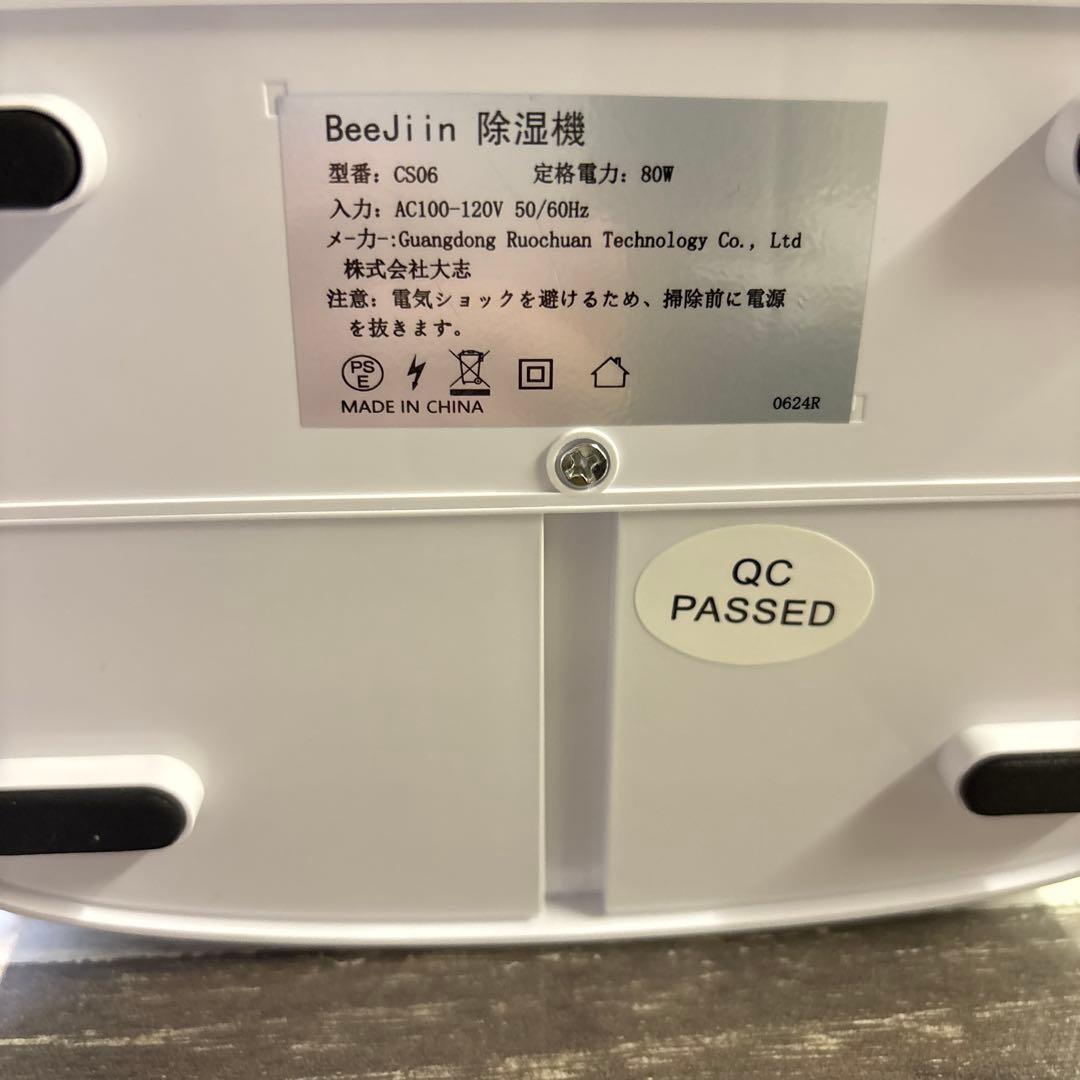 BeeJiin 除湿機
型番：CS06 定格電力：80W
入力：AC100-120V 50/60Hz
メ-カ-:Guangdong Ruochuan Technology Co., Ltd
株式会社大志
注意：電気ショックを避けるため、掃除前に電源
を抜きます。
PS
E
MADE IN CHINA 0624R
QC
PASSED